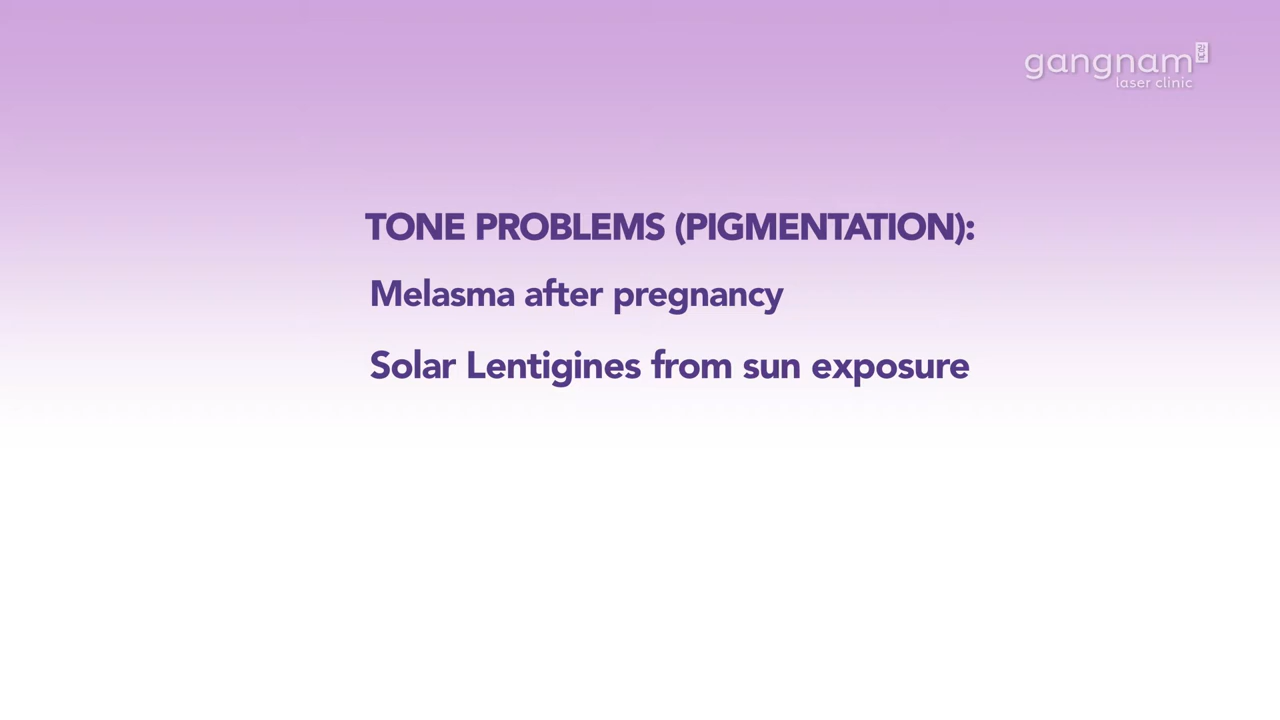 gangnam
laser clinic
TONE PROBLEMS (PIGMENTATION):
Melasma after pregnancy
Solar Lentigines from sun exposure